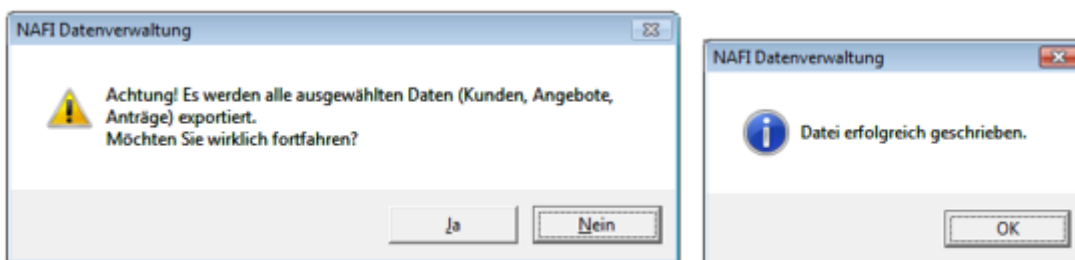 NAFI Datenverwaltung
Achtung! Es werden alle ausgewählten Daten (Kunden, Angebote,
Anträge) exportiert.
Möchten Sie wirklich fortfahren?
Ja
Nein
NAFI Datenverwaltung
Datei erfolgreich geschrieben.
OK